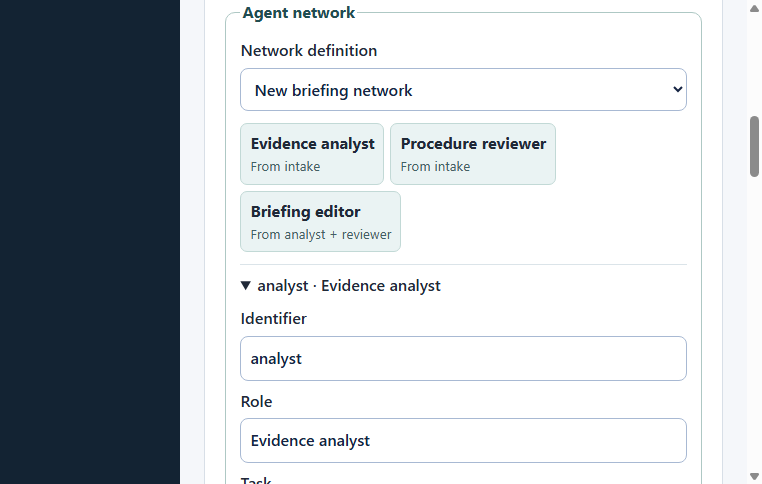 Agent network
Network definition
New briefing network
Evidence analyst
From intake
Procedure reviewer
From intake
Briefing editor
From analyst + reviewer
▼ analyst · Evidence analyst
Identifier
analyst
Role
Evidence analyst
Task